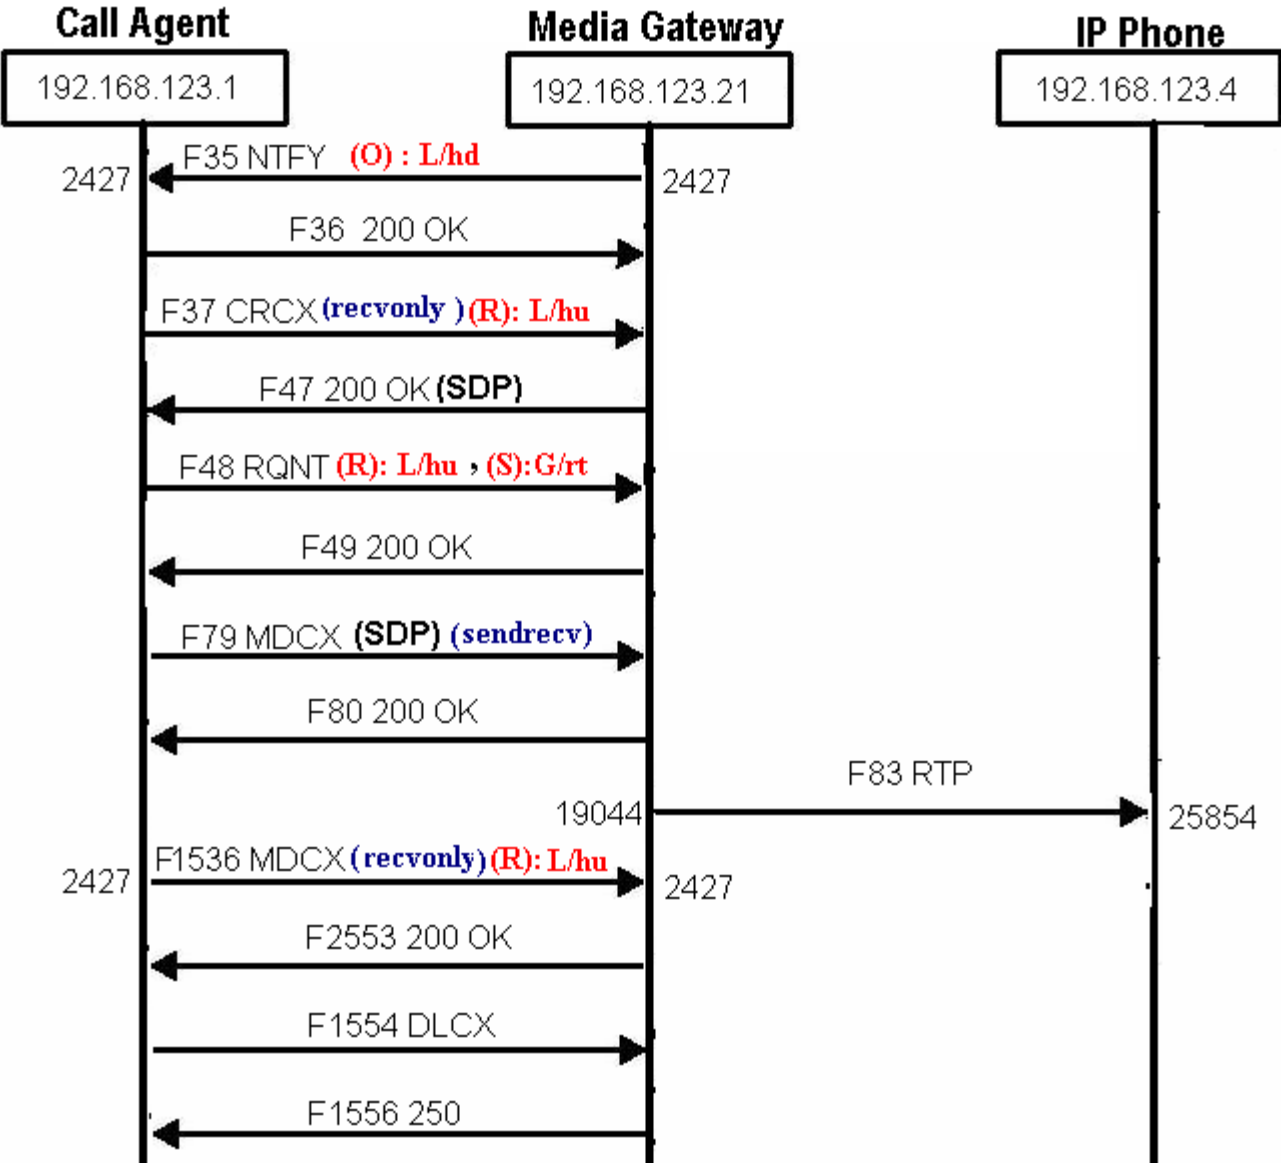 Call Agent
Media Gateway
IP Phone
192.168.123.1
192.168.123.21
192.168.123.4
F35 NTFY (O) : L/hd
2427
2427
F36 200 OK
F37 CRCX (recvonly ) (R): L/hu
F47 200 OK (SDP)
F48 RQNT (R): L/hu , (S):G/rt
F49 200 OK
F79 MDCX (SDP) (sendrecv)
F80 200 OK
F83 RTP
19044
25854
F1536 MDCX (recvonly) (R): L/hu
2427
2427
F2553 200 OK
F1554 DLCX
F1556 250